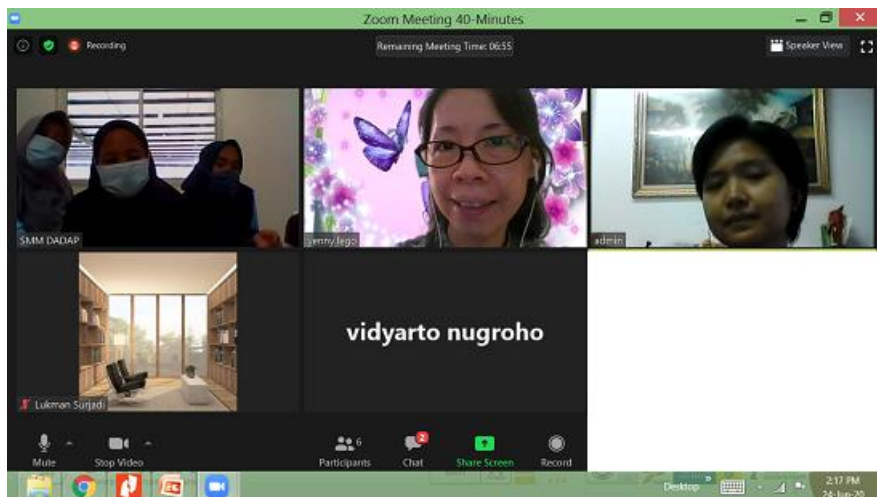 Zoom Meeting 40-Minutes
Recording
Remaining Meeting Time: 06:55
Speaker View
SMM DADAP
yenny.lego
admin
Lukman Surjadi
vidyarto nugroho
Mute
Stop Video
Participants
6
Chat
2
Share Screen
Record
Desktop
2:17 PM
24-Jun-20